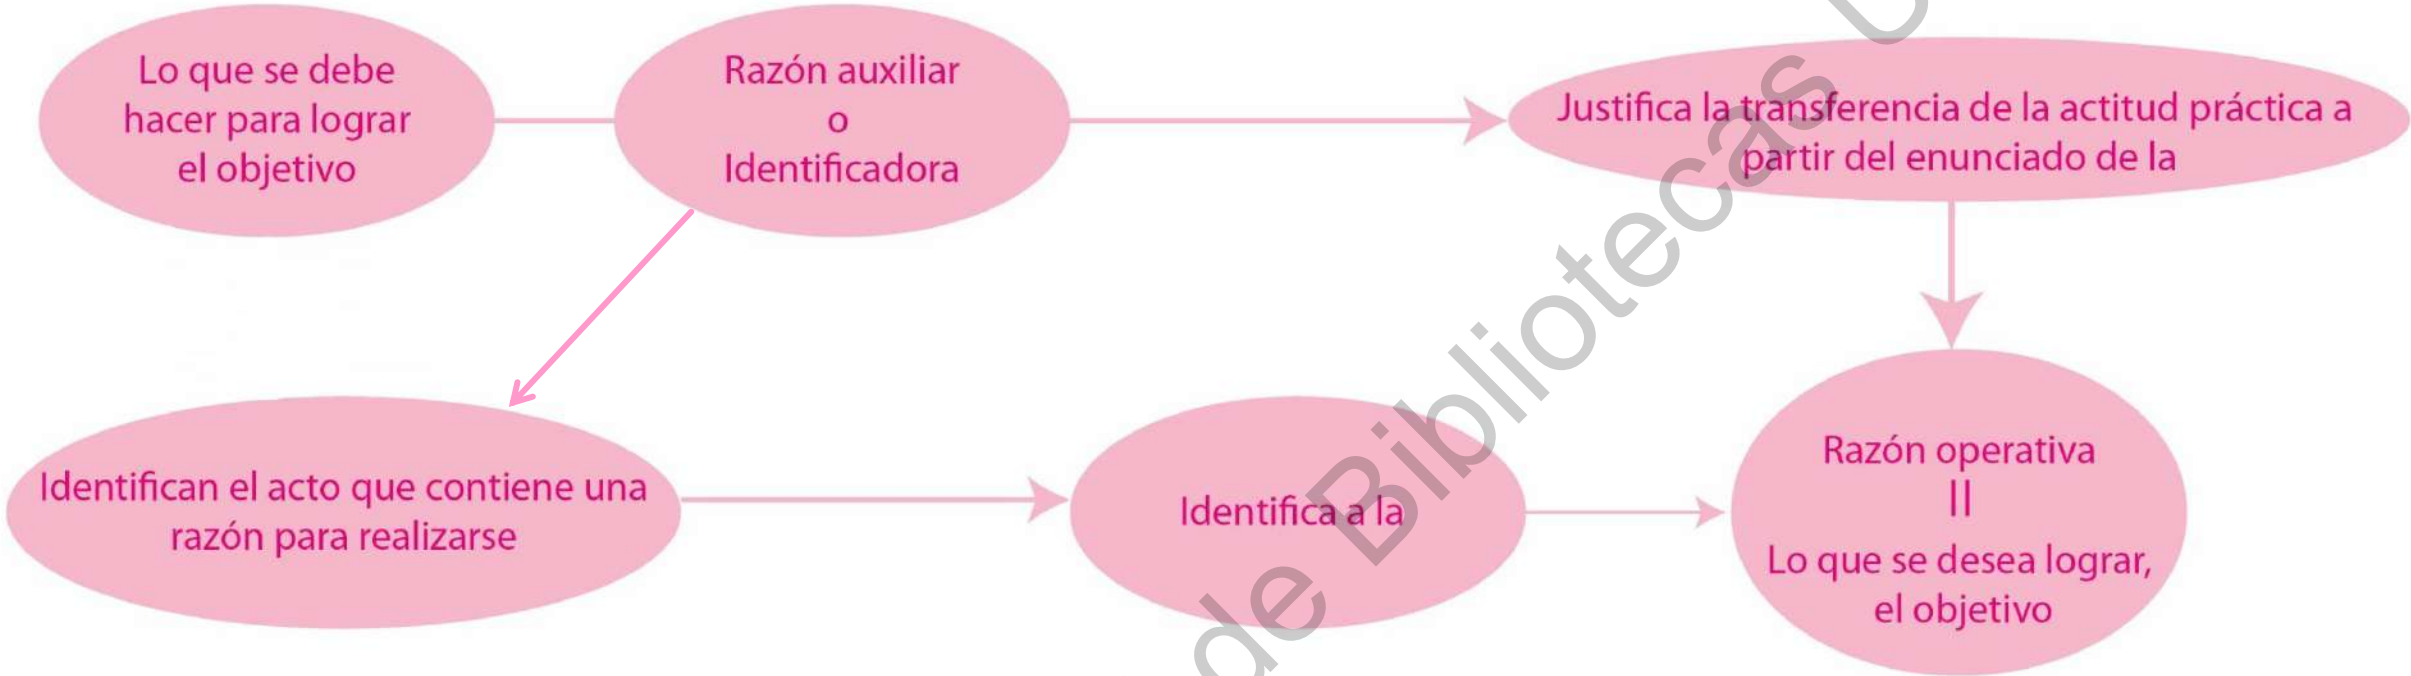 Lo que se debe
hacer para lograr
el objetivo
Razón auxiliar
o
Identificadora
Justifica la transferencia de la actitud práctica a
partir del enunciado de la
Identifican el acto que contiene una
razón para realizarse
Identifica a la
Razón operativa
||
Lo que se desea lograr,
el objetivo
de Bibliotecas